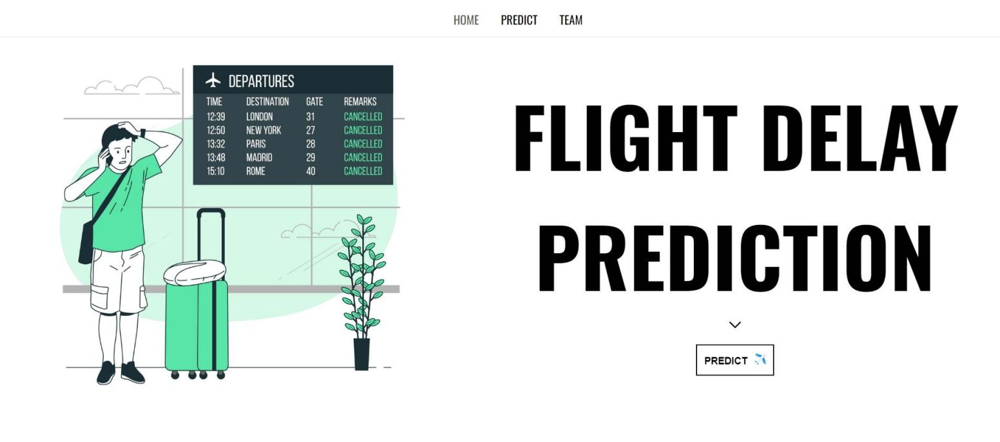 HOME PREDICT TEAM
DEPARTURES
TIME DESTINATION GATE REMARKS
12:39 LONDON 31 CANCELLED
12:50 NEW YORK 27 CANCELLED
13:32 PARIS 28 CANCELLED
13:48 MADRID 29 CANCELLED
15:10 ROME 40 CANCELLED
FLIGHT DELAY
PREDICTION
PREDICT